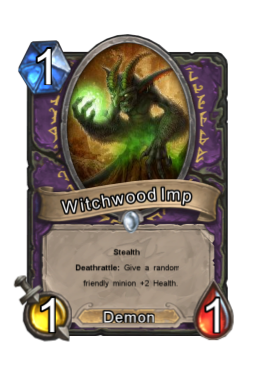 1
Witchwood Imp
Stealth
Deathrattle: Give a random
friendly minion +2 Health.
1
Demon
1